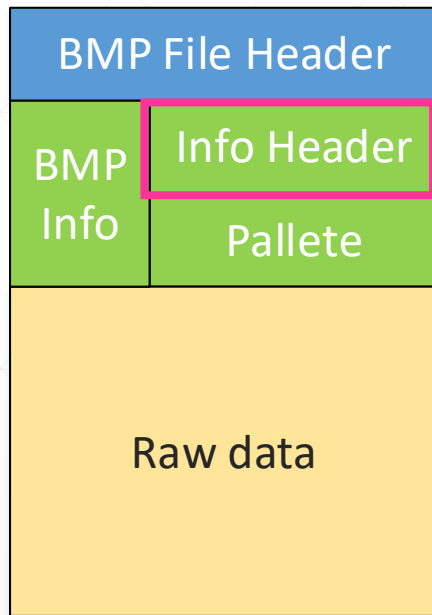 BMP File Header
BMP
Info
Info Header
Pallete
Raw data